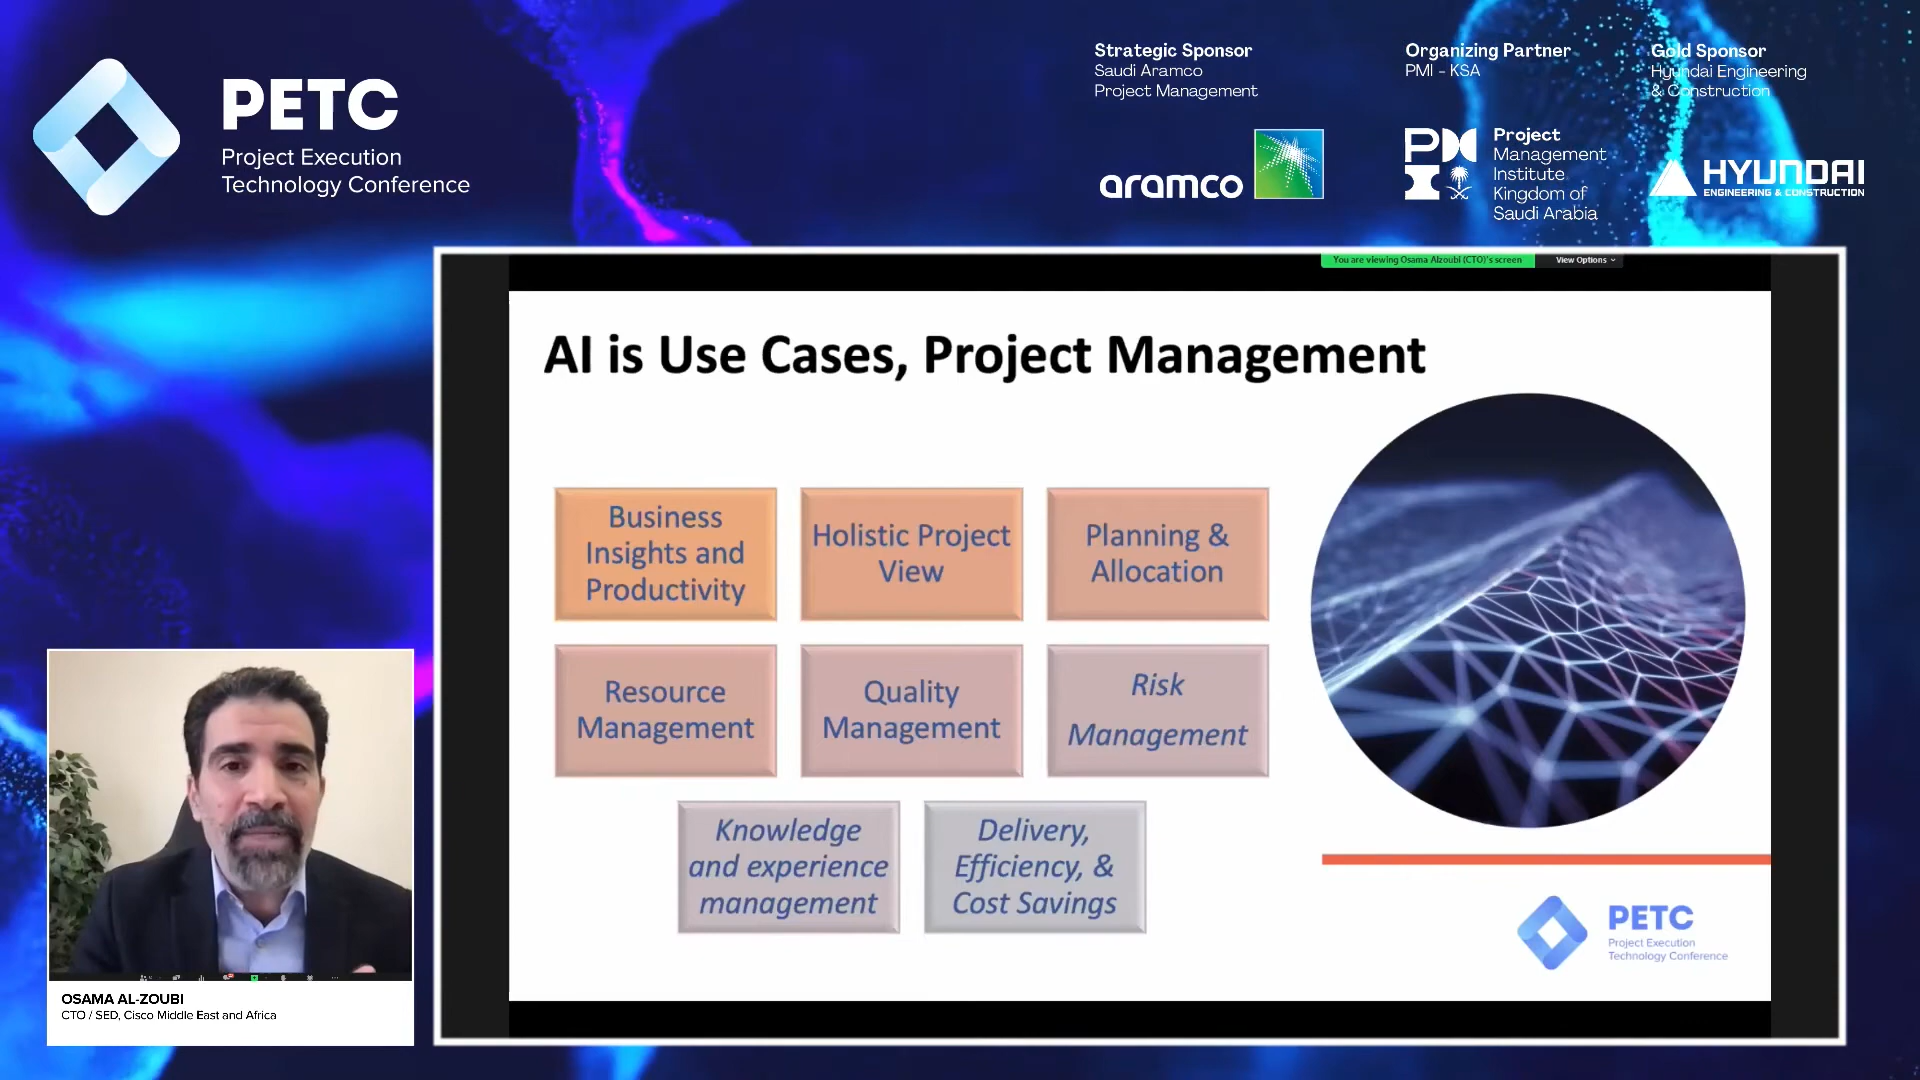 PETC
Project Execution
Technology Conference
Strategic Sponsor
Saudi Aramco
Project Management
aramco
Organizing Partner
PMI - KSA
PMI
Project
Management
Institute
Kingdom of
Saudi Arabia
Gold Sponsor
Hyundai Engineering
& Construction
HYUNDAI
ENGINEERING & CONSTRUCTION
You are viewing Osama Alzoubi (CTO)'s screen
View Options
AI is Use Cases, Project Management
Business
Insights and
Productivity
Holistic Project
View
Planning &
Allocation
Resource
Management
Quality
Management
Risk
Management
Knowledge
and experience
management
Delivery,
Efficiency, &
Cost Savings
PETC
Project Execution
Technology Conference
OSAMA AL-ZOUBI
CTO / SED, Cisco Middle East and Africa